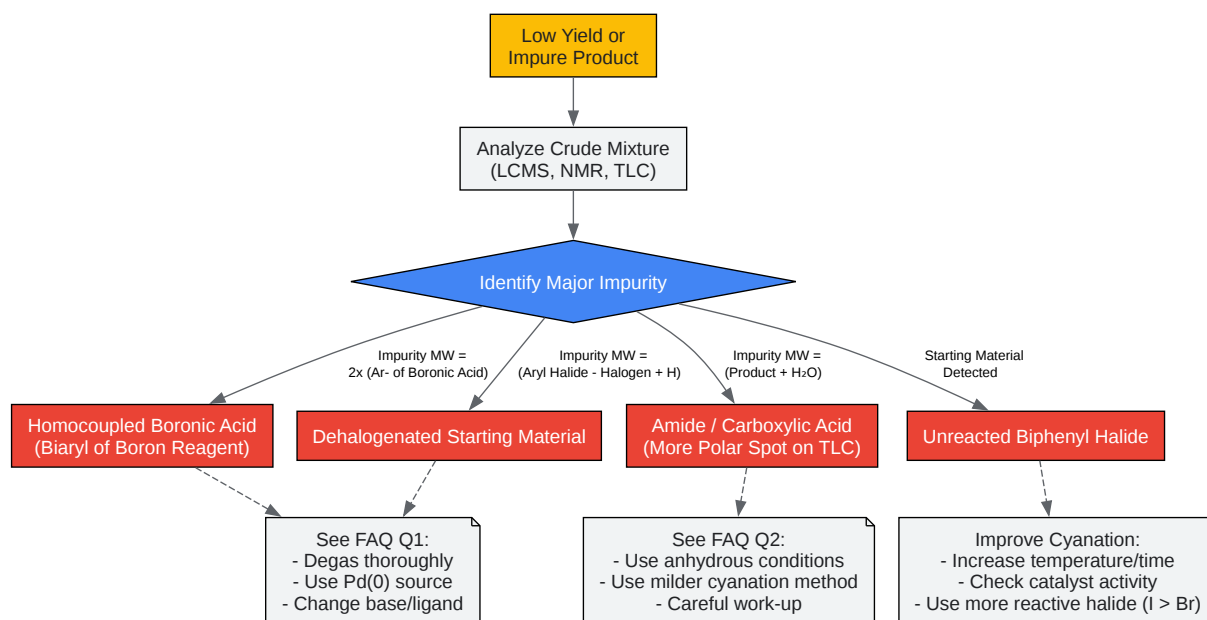 Low Yield or
Impure Product
Analyze Crude Mixture
(LCMS, NMR, TLC)
Identify Major Impurity
Impurity MW =
2x (Ar- of Boronic Acid)
Impurity MW =
(Aryl Halide - Halogen + H)
Impurity MW =
(Product + H₂O)
Starting Material
Detected
Homocoupled Boronic Acid
(Biaryl of Boron Reagent)
Dehalogenated Starting Material
Amide / Carboxylic Acid
(More Polar Spot on TLC)
Unreacted Biphenyl Halide
See FAQ Q1:
- Degas thoroughly
- Use Pd(0) source
- Change base/ligand
See FAQ Q2:
- Use anhydrous conditions
- Use milder cyanation method
- Careful work-up
Improve Cyanation:
- Increase temperature/time
- Check catalyst activity
- Use more reactive halide (I > Br)